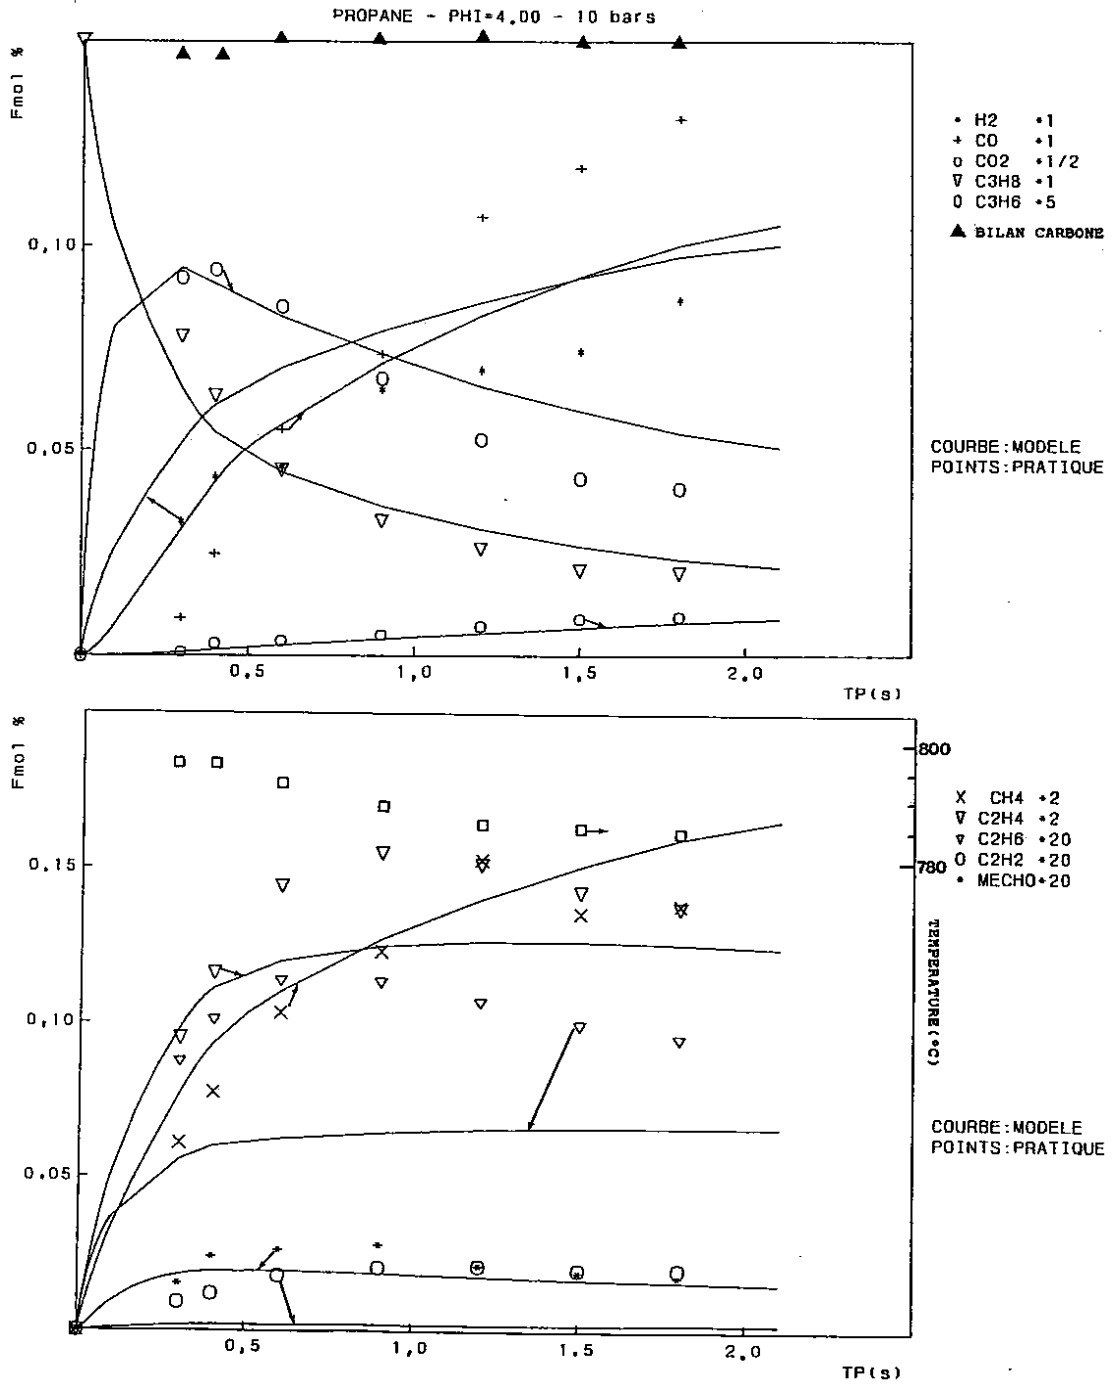 PROPANE - PHI=4.00 - 10 bars
Fmol %
* H2 *1
+ CO *1
o CO2 *1/2
∇ C3H8 *1
O C3H6 *5
▲ BILAN CARBONE
0,10
0,05
COURBE:MODELE
POINTS:PRATIQUE
0,5 1,0 1,5 2.0
TP(s)
Fmol %
800
× CH4 *2
∇ C2H4 *2
∇ C2H6 *20
O C2H2 *20
* MECHO*20
0,15
780
TEMPERATURE(°C)
0,10
COURBE:MODELE
POINTS:PRATIQUE
0,05
0,5 1,0 1.5 2.0
TP(s)